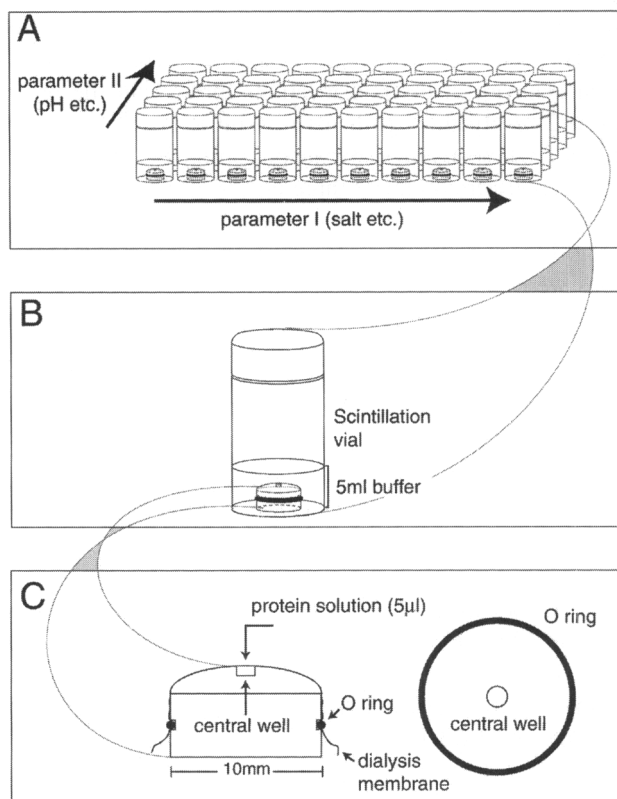 A
parameter II
(pH etc.)
parameter I (salt etc.)
B
Scintillation
vial
5ml buffer
C
protein solution (5µl)
O ring
central well
O ring
central well
dialysis
membrane
10mm